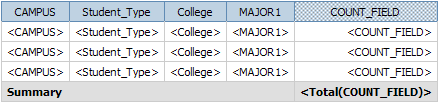 CAMPUS Student_Type College MAJOR1 COUNT_FIELD
<CAMPUS> <Student_Type> <College> <MAJOR1> <COUNT_FIELD>
<CAMPUS> <Student_Type> <College> <MAJOR1> <COUNT_FIELD>
<CAMPUS> <Student_Type> <College> <MAJOR1> <COUNT_FIELD>
Summary <Total(COUNT_FIELD)>